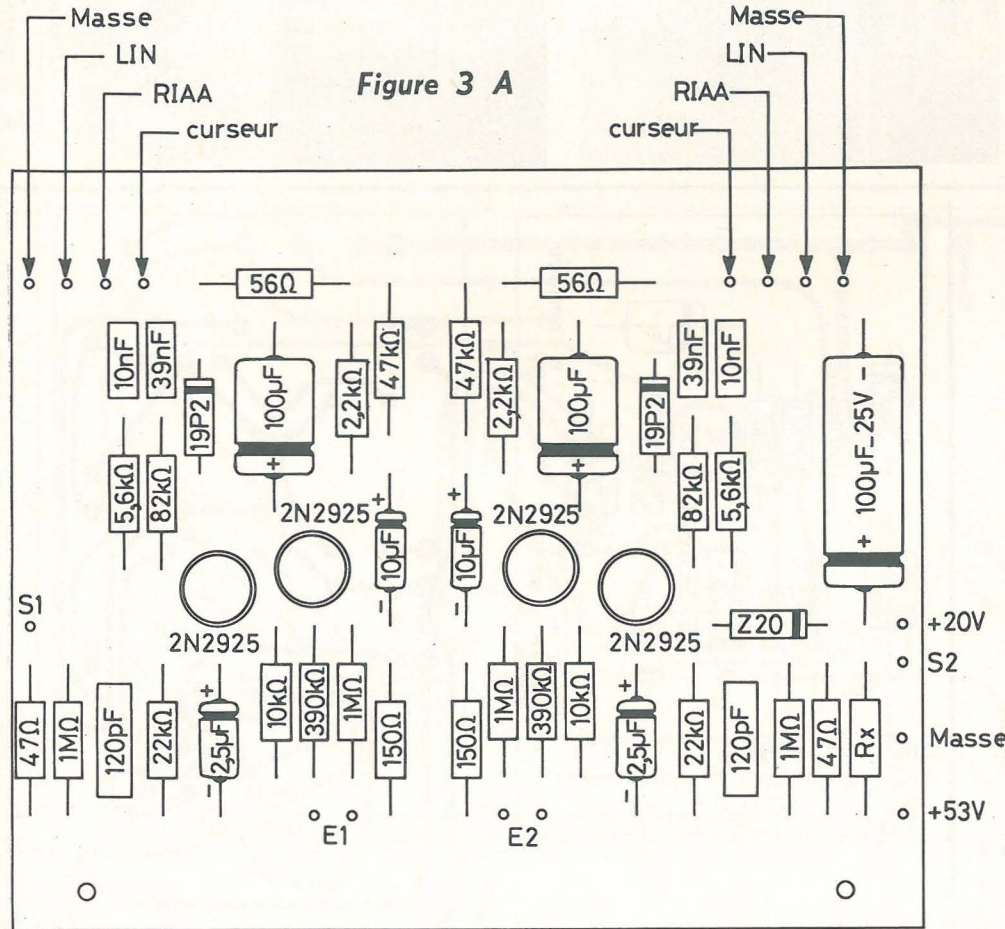 Masse
Masse
LIN
LIN
Figure 3 A
RIAA
RIAA
curseur
curseur
56Ω
56Ω
10nF
39nF
19P2
100μF
+
2,2kΩ
47kΩ
47kΩ
2,2kΩ
100μF
+
19P2
39nF
10nF
100μF_25V
-
+
5,6kΩ
82kΩ
2N2925
+
10μF
-
+
10μF
-
2N2925
82kΩ
5,6kΩ
S1
2N2925
2N2925
Z20
+20V
S2
47Ω
1MΩ
120pF
22kΩ
+
2,5μF
-
10kΩ
390kΩ
1MΩ
150Ω
150Ω
1MΩ
390kΩ
10kΩ
+
2,5μF
-
22kΩ
120pF
1MΩ
47Ω
Rx
Masse
+53V
E1
E2